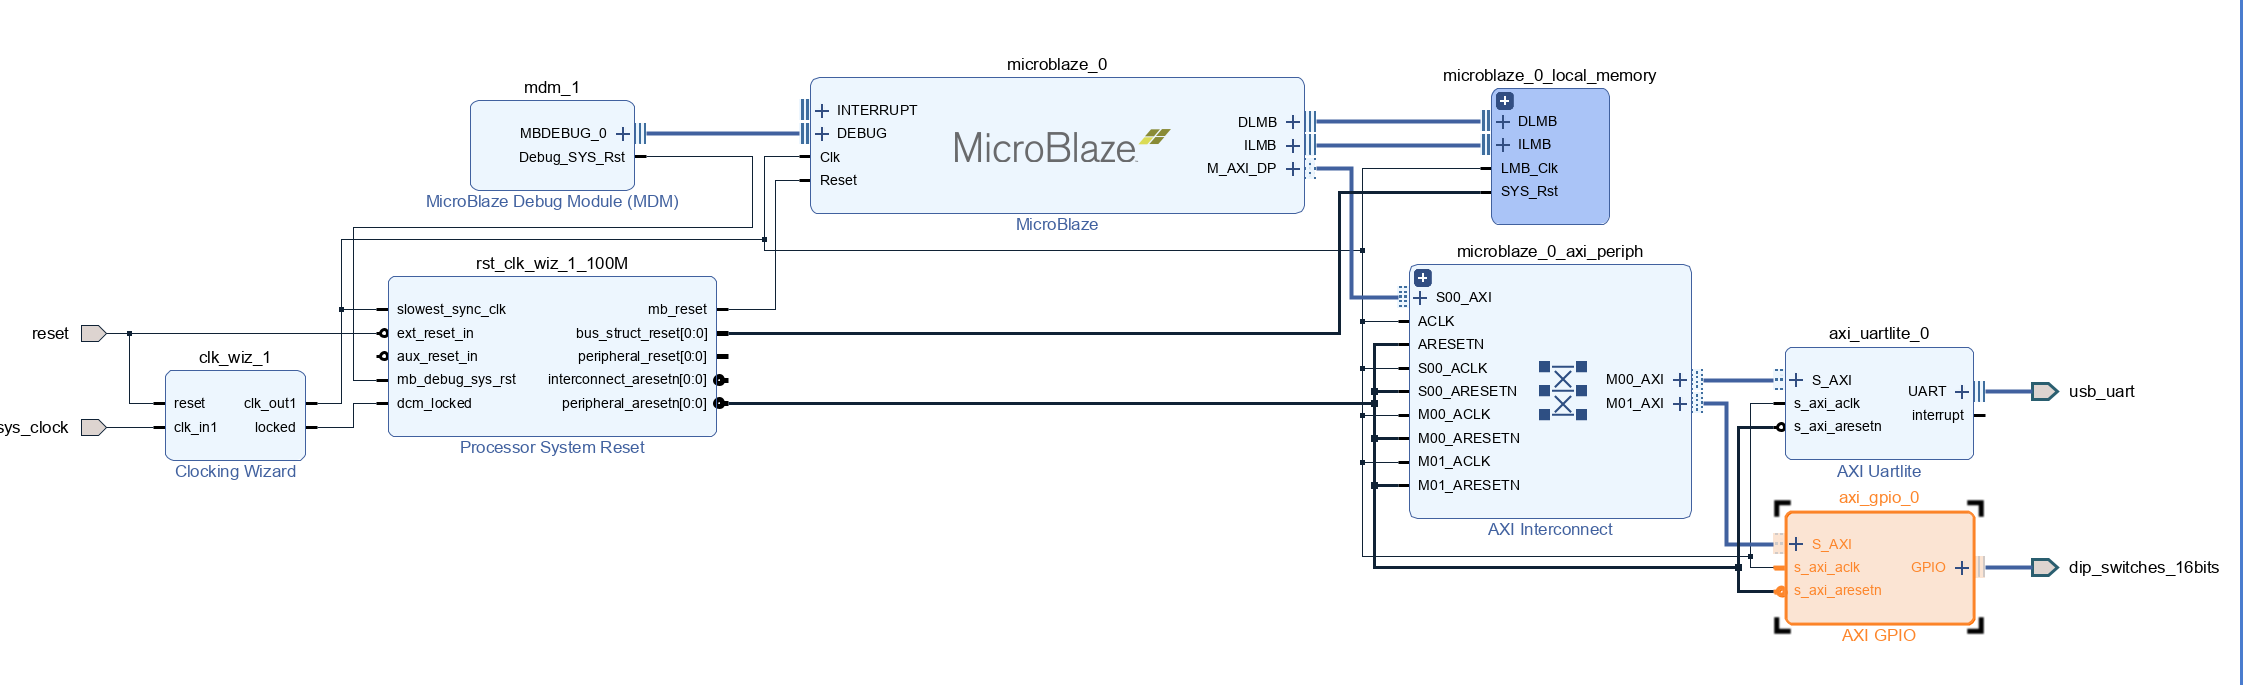 mdm_1
MBDEBUG_0
Debug_SYS_Rst
MicroBlaze Debug Module (MDM)
microblaze_0
INTERRUPT
DEBUG
Clk
Reset
MicroBlaze
DLMB
ILMB
M_AXI_DP
MicroBlaze
microblaze_0_local_memory
DLMB
ILMB
LMB_Clk
SYS_Rst
reset
sys_clock
clk_wiz_1
reset
clk_in1
clk_out1
locked
Clocking Wizard
rst_clk_wiz_1_100M
slowest_sync_clk
ext_reset_in
aux_reset_in
mb_debug_sys_rst
dcm_locked
mb_reset
bus_struct_reset[0:0]
peripheral_reset[0:0]
interconnect_aresetn[0:0]
peripheral_aresetn[0:0]
Processor System Reset
microblaze_0_axi_periph
S00_AXI
ACLK
ARESETN
S00_ACLK
S00_ARESETN
M00_ACLK
M00_ARESETN
M01_ACLK
M01_ARESETN
M00_AXI
M01_AXI
AXI Interconnect
axi_uartlite_0
S_AXI
s_axi_aclk
s_axi_aresetn
UART
interrupt
AXI Uartlite
usb_uart
axi_gpio_0
S_AXI
s_axi_aclk
s_axi_aresetn
GPIO
AXI GPIO
dip_switches_16bits